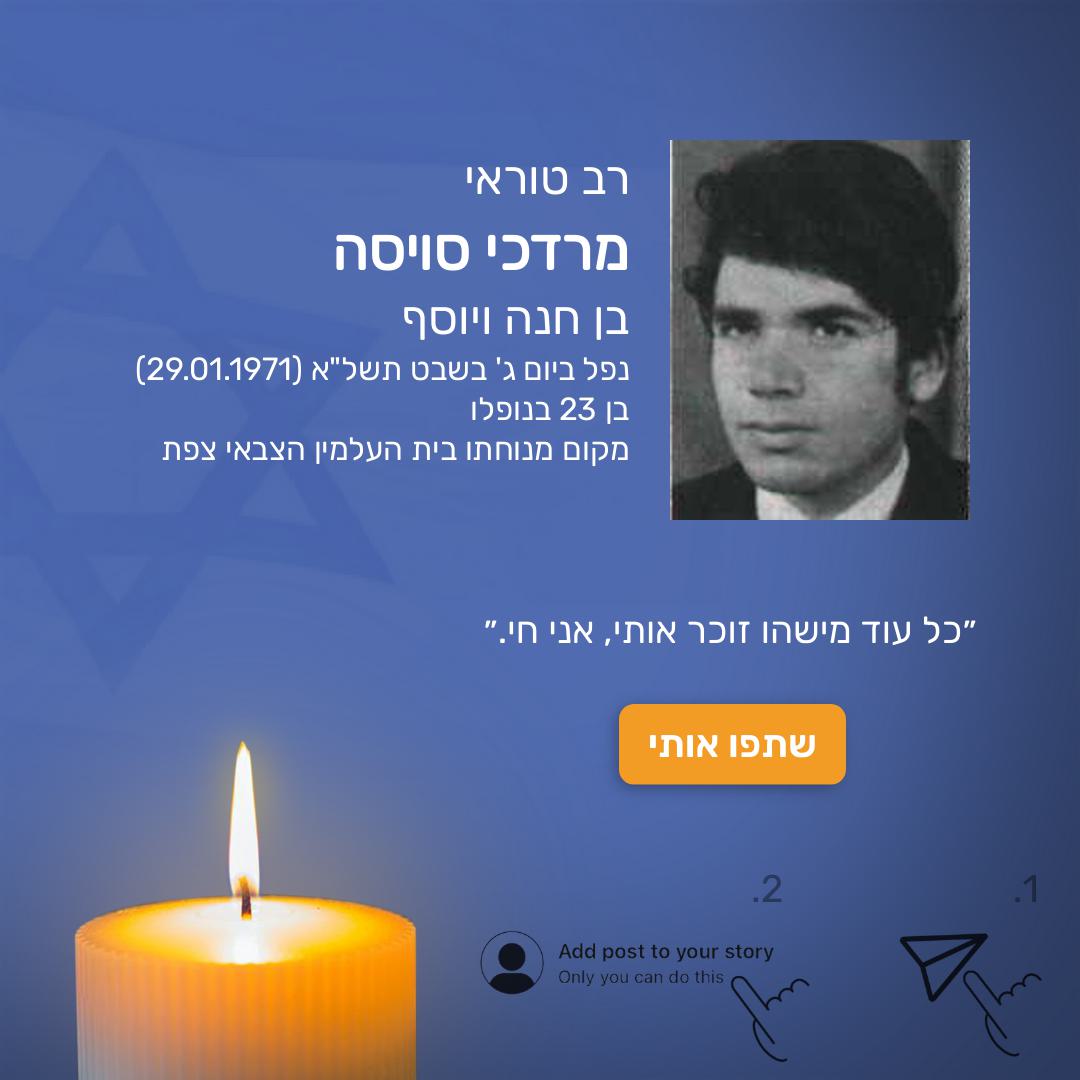 רב טוראי
מרדכי סויסה
בן חנה ויוסף
נפל ביום ג' בשבט תשל"א (29.01.1971)
בן 23 בנופלו
מקום מנוחתו בית העלמין הצבאי צפת
״כל עוד מישהו זוכר אותי, אני חי.״
שתפו אותי
1.
2.
Add post to your story
Only you can do this